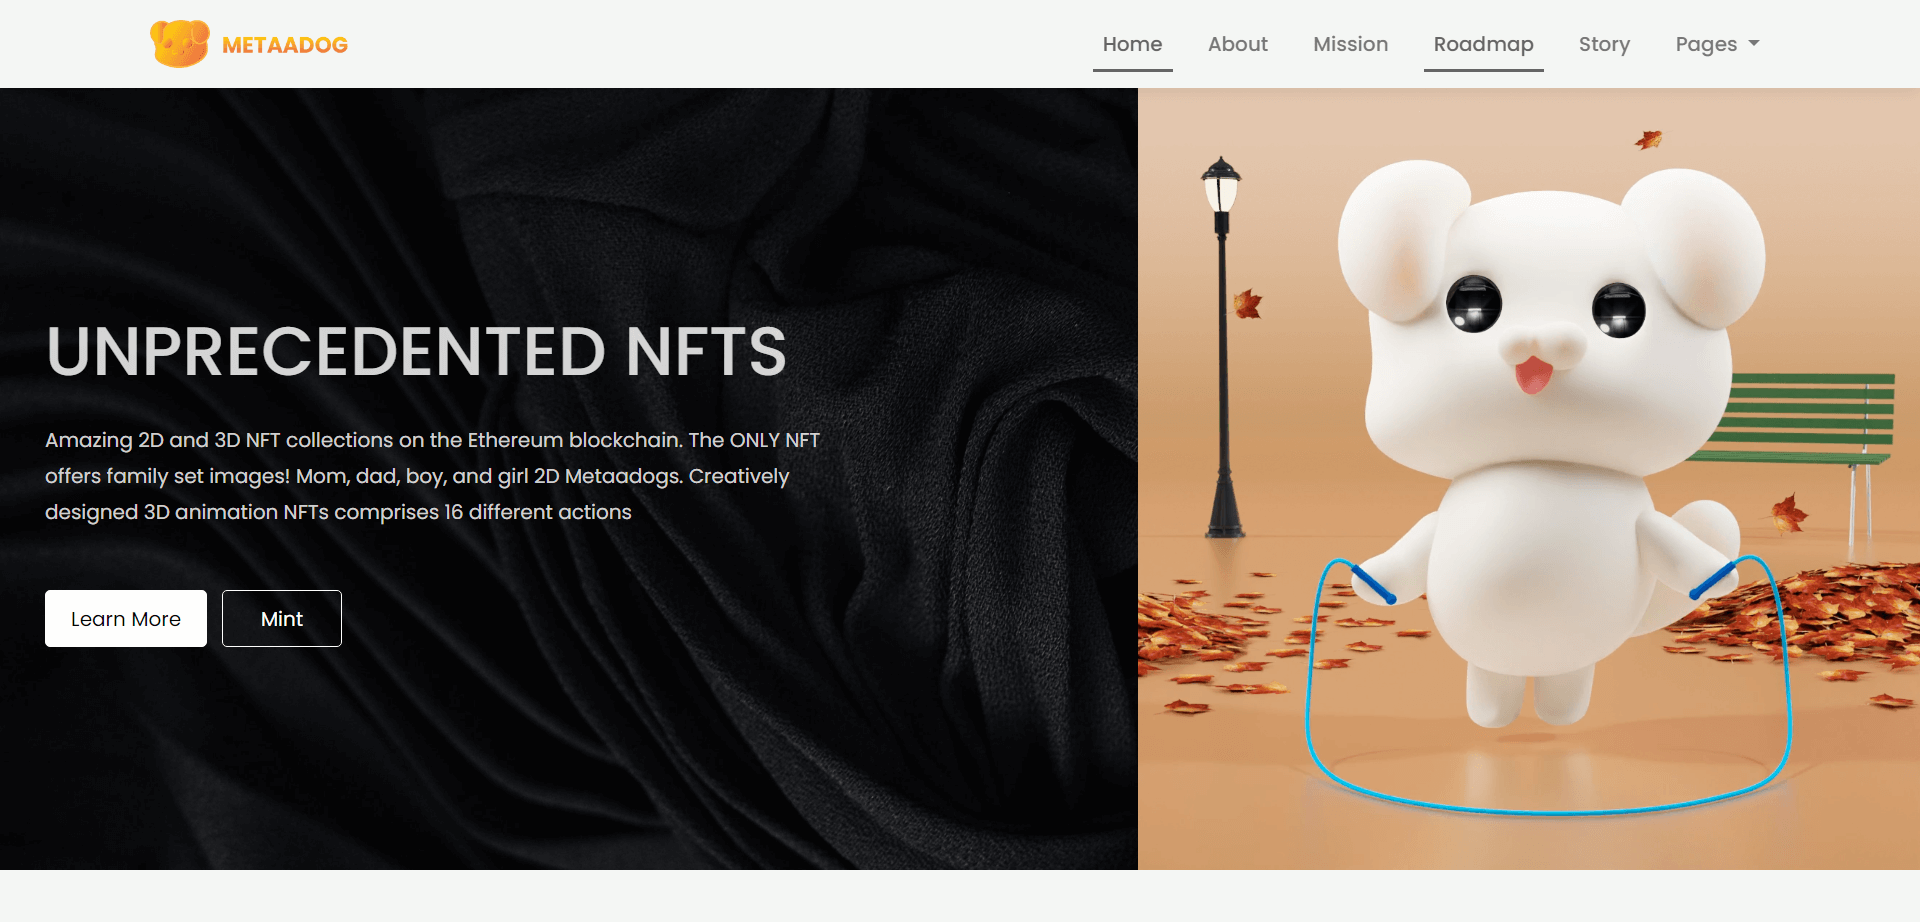 METAADOG
Home About Mission Roadmap Story Pages
UNPRECEDENTED NFTS
Amazing 2D and 3D NFT collections on the Ethereum blockchain. The ONLY NFT
offers family set images! Mom, dad, boy, and girl 2D Metaadogs. Creatively
designed 3D animation NFTs comprises 16 different actions
Learn More Mint